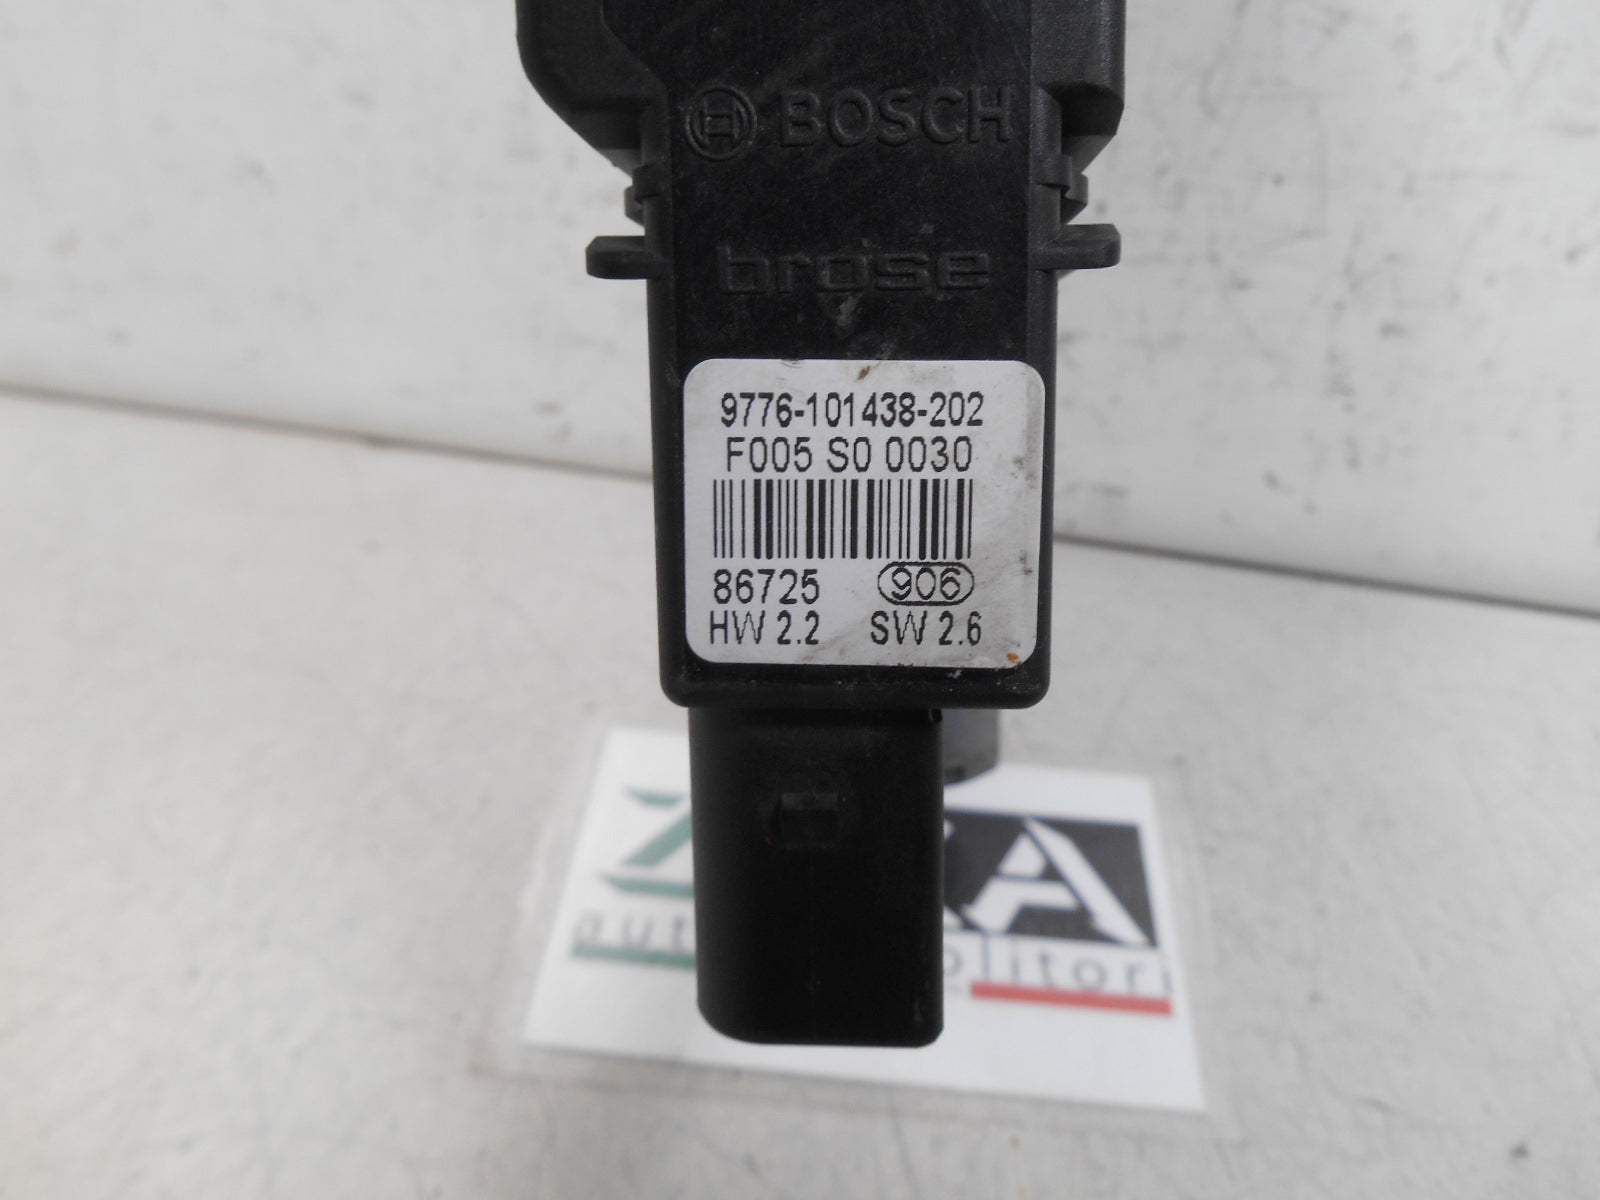 BOSCH
brose
9776-101438-202
F005 S0 0030
86725 906
HW 2.2 SW 2.6